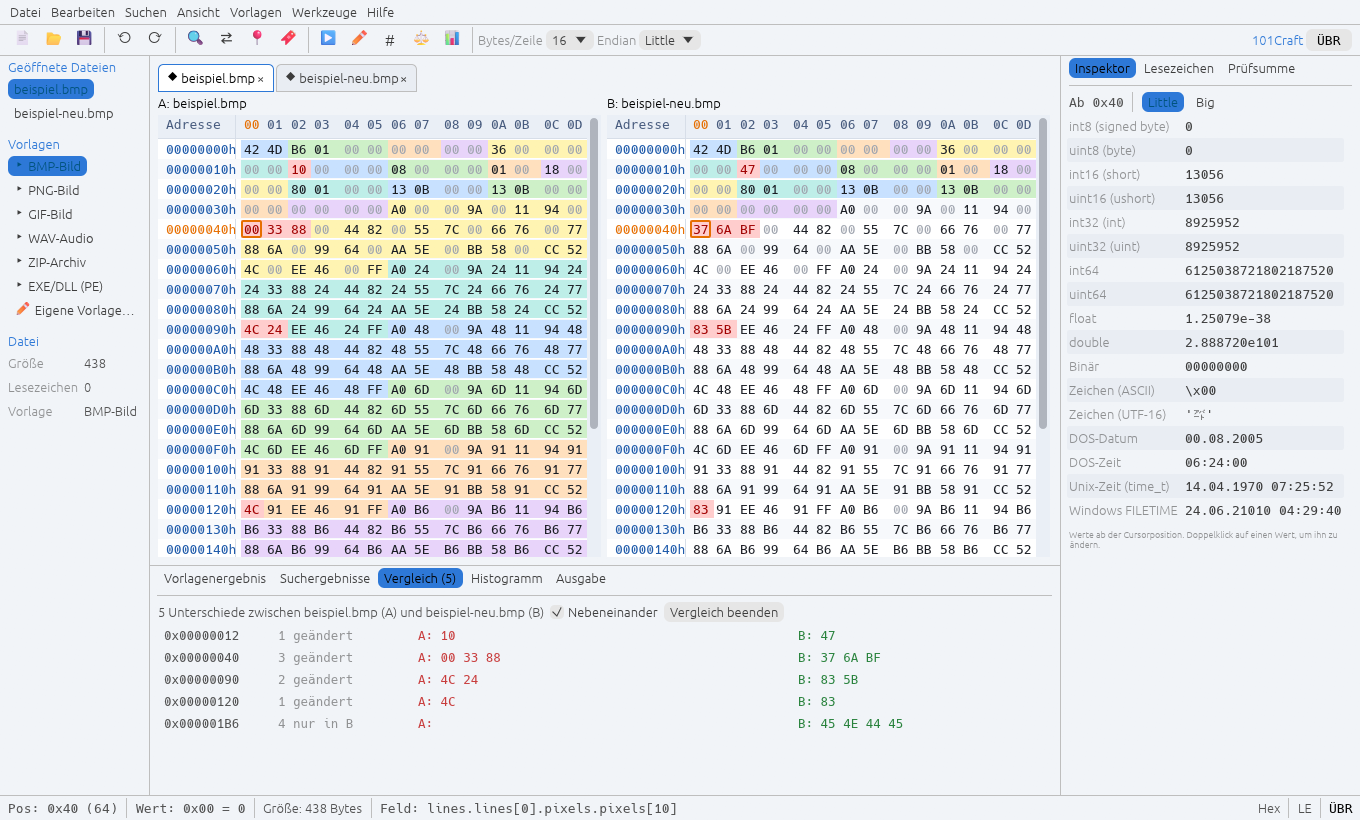 Datei Bearbeiten Suchen Ansicht Vorlagen Werkzeuge Hilfe
# Bytes/Zeile 16 Endian Little 101Craft ÜBR
Geöffnete Dateien
beispiel.bmp
beispiel-neu.bmp
Vorlagen
BMP-Bild
PNG-Bild
GIF-Bild
WAV-Audio
ZIP-Archiv
EXE/DLL (PE)
Eigene Vorlage…
Datei
Größe 438
Lesezeichen 0
Vorlage BMP-Bild
beispiel.bmp × beispiel-neu.bmp ×
A: beispiel.bmp
Adresse 00 01 02 03 04 05 06 07 08 09 0A 0B 0C 0D
00000000h 42 4D B6 01 00 00 00 00 00 00 36 00 00 00
00000010h 00 00 10 00 00 00 08 00 00 00 01 00 18 00
00000020h 00 00 80 01 00 00 13 0B 00 00 13 0B 00 00
00000030h 00 00 00 00 00 00 A0 00 00 9A 00 11 94 00
00000040h 00 33 88 00 44 82 00 55 7C 00 66 76 00 77
00000050h 88 6A 00 99 64 00 AA 5E 00 BB 58 00 CC 52
00000060h 4C 00 EE 46 00 FF A0 24 00 9A 24 11 94 24
00000070h 24 33 88 24 44 82 24 55 7C 24 66 76 24 77
00000080h 88 6A 24 99 64 24 AA 5E 24 BB 58 24 CC 52
00000090h 4C 24 EE 46 24 FF A0 48 00 9A 48 11 94 48
000000A0h 48 33 88 48 44 82 48 55 7C 48 66 76 48 77
000000B0h 88 6A 48 99 64 48 AA 5E 48 BB 58 48 CC 52
000000C0h 4C 48 EE 46 48 FF A0 6D 00 9A 6D 11 94 6D
000000D0h 6D 33 88 6D 44 82 6D 55 7C 6D 66 76 6D 77
000000E0h 88 6A 6D 99 64 6D AA 5E 6D BB 58 6D CC 52
000000F0h 4C 6D EE 46 6D FF A0 91 00 9A 91 11 94 91
00000100h 91 33 88 91 44 82 91 55 7C 91 66 76 91 77
00000110h 88 6A 91 99 64 91 AA 5E 91 BB 58 91 CC 52
00000120h 4C 91 EE 46 91 FF A0 B6 00 9A B6 11 94 B6
00000130h B6 33 88 B6 44 82 B6 55 7C B6 66 76 B6 77
00000140h 88 6A B6 99 64 B6 AA 5E B6 BB 58 B6 CC 52
B: beispiel-neu.bmp
Adresse 00 01 02 03 04 05 06 07 08 09 0A 0B 0C 0D
00000000h 42 4D B6 01 00 00 00 00 00 00 36 00 00 00
00000010h 00 00 47 00 00 00 08 00 00 00 01 00 18 00
00000020h 00 00 80 01 00 00 13 0B 00 00 13 0B 00 00
00000030h 00 00 00 00 00 00 A0 00 00 9A 00 11 94 00
00000040h 37 6A BF 00 44 82 00 55 7C 00 66 76 00 77
00000050h 88 6A 00 99 64 00 AA 5E 00 BB 58 00 CC 52
00000060h 4C 00 EE 46 00 FF A0 24 00 9A 24 11 94 24
00000070h 24 33 88 24 44 82 24 55 7C 24 66 76 24 77
00000080h 88 6A 24 99 64 24 AA 5E 24 BB 58 24 CC 52
00000090h 83 5B EE 46 24 FF A0 48 00 9A 48 11 94 48
000000A0h 48 33 88 48 44 82 48 55 7C 48 66 76 48 77
000000B0h 88 6A 48 99 64 48 AA 5E 48 BB 58 48 CC 52
000000C0h 4C 48 EE 46 48 FF A0 6D 00 9A 6D 11 94 6D
000000D0h 6D 33 88 6D 44 82 6D 55 7C 6D 66 76 6D 77
000000E0h 88 6A 6D 99 64 6D AA 5E 6D BB 58 6D CC 52
000000F0h 4C 6D EE 46 6D FF A0 91 00 9A 91 11 94 91
00000100h 91 33 88 91 44 82 91 55 7C 91 66 76 91 77
00000110h 88 6A 91 99 64 91 AA 5E 91 BB 58 91 CC 52
00000120h 83 91 EE 46 91 FF A0 B6 00 9A B6 11 94 B6
00000130h B6 33 88 B6 44 82 B6 55 7C B6 66 76 B6 77
00000140h 88 6A B6 99 64 B6 AA 5E B6 BB 58 B6 CC 52
Vorlagenergebnis Suchergebnisse Vergleich (5) Histogramm Ausgabe
5 Unterschiede zwischen beispiel.bmp (A) und beispiel-neu.bmp (B) ✓ Nebeneinander Vergleich beenden
0x00000012 1 geändert A: 10 B: 47
0x00000040 3 geändert A: 00 33 88 B: 37 6A BF
0x00000090 2 geändert A: 4C 24 B: 83 5B
0x00000120 1 geändert A: 4C B: 83
0x000001B6 4 nur in B A: B: 45 4E 44 45
Inspektor Lesezeichen Prüfsumme
Ab 0x40 Little Big
int8 (signed byte) 0
uint8 (byte) 0
int16 (short) 13056
uint16 (ushort) 13056
int32 (int) 8925952
uint32 (uint) 8925952
int64 6125038721802187520
uint64 6125038721802187520
float 1.25079e-38
double 2.888720e101
Binär 00000000
Zeichen (ASCII) \x00
Zeichen (UTF-16)
DOS-Datum 00.08.2005
DOS-Zeit 06:24:00
Unix-Zeit (time_t) 14.04.1970 07:25:52
Windows FILETIME 24.06.21010 04:29:40
Werte ab der Cursorposition. Doppelklick auf einen Wert, um ihn zu
ändern.
Pos: 0x40 (64) Wert: 0x00 = 0 Größe: 438 Bytes Feld: lines.lines[0].pixels.pixels[10] Hex LE ÜBR